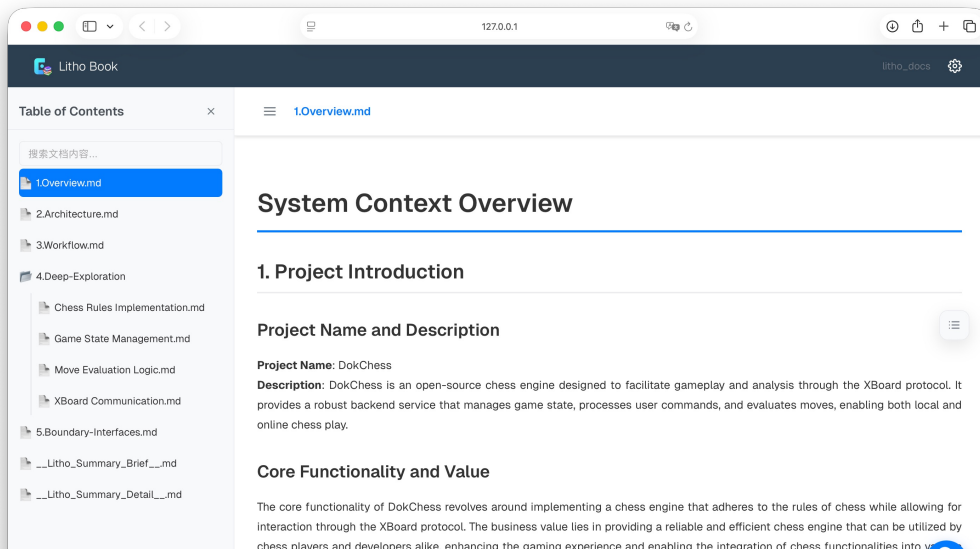 127.0.0.1
Litho Book
litho_docs
Table of Contents
搜索文档内容...
1.Overview.md
2.Architecture.md
3.Workflow.md
4.Deep-Exploration
Chess Rules Implementation.md
Game State Management.md
Move Evaluation Logic.md
XBoard Communication.md
5.Boundary-Interfaces.md
__Litho_Summary_Brief__.md
__Litho_Summary_Detail__.md
1.Overview.md
System Context Overview
1. Project Introduction
Project Name and Description
Project Name: DokChess
Description: DokChess is an open-source chess engine designed to facilitate gameplay and analysis through the XBoard protocol. It
provides a robust backend service that manages game state, processes user commands, and evaluates moves, enabling both local and
online chess play.
Core Functionality and Value
The core functionality of DokChess revolves around implementing a chess engine that adheres to the rules of chess while allowing for
interaction through the XBoard protocol. The business value lies in providing a reliable and efficient chess engine that can be utilized by
chess players and developers alike, enhancing the gaming experience and enabling the integration of chess functionalities into